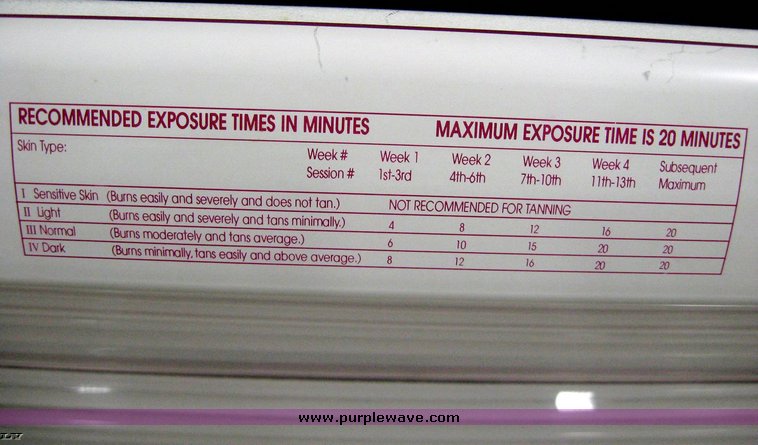 RECOMMENDED EXPOSURE TIMES IN MINUTES MAXIMUM EXPOSURE TIME IS 20 MINUTES
Skin Type: Week # Week 1 Week 2 Week 3 Week 4 Subsequent
Session # 1st-3rd 4th-6th 7th-10th 11th-13th Maximum
I Sensitive Skin (Burns easily and severely and does not tan.) NOT RECOMMENDED FOR TANNING
II Light (Burns easily and severely and tans minimally.) 4 8 12 16 20
III Normal (Burns moderately and tans average.) 6 10 15 20 20
IV Dark (Burns minimally, tans easily and above average.) 8 12 16 20 20
www.purplewave.com